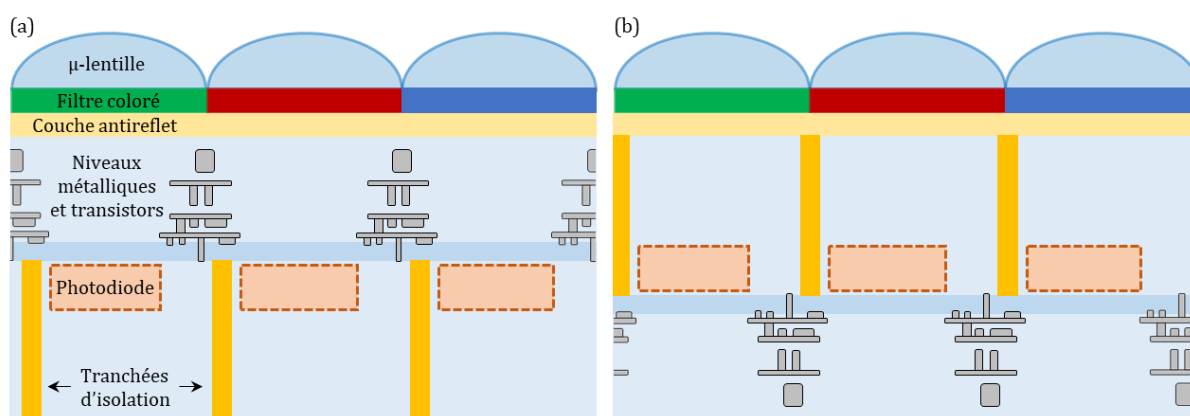 (a)
(b)
μ-lentille
Filtre coloré
Couche antireflet
Niveaux
métalliques
et transistors
Photodiode
Tranchées
d'isolation